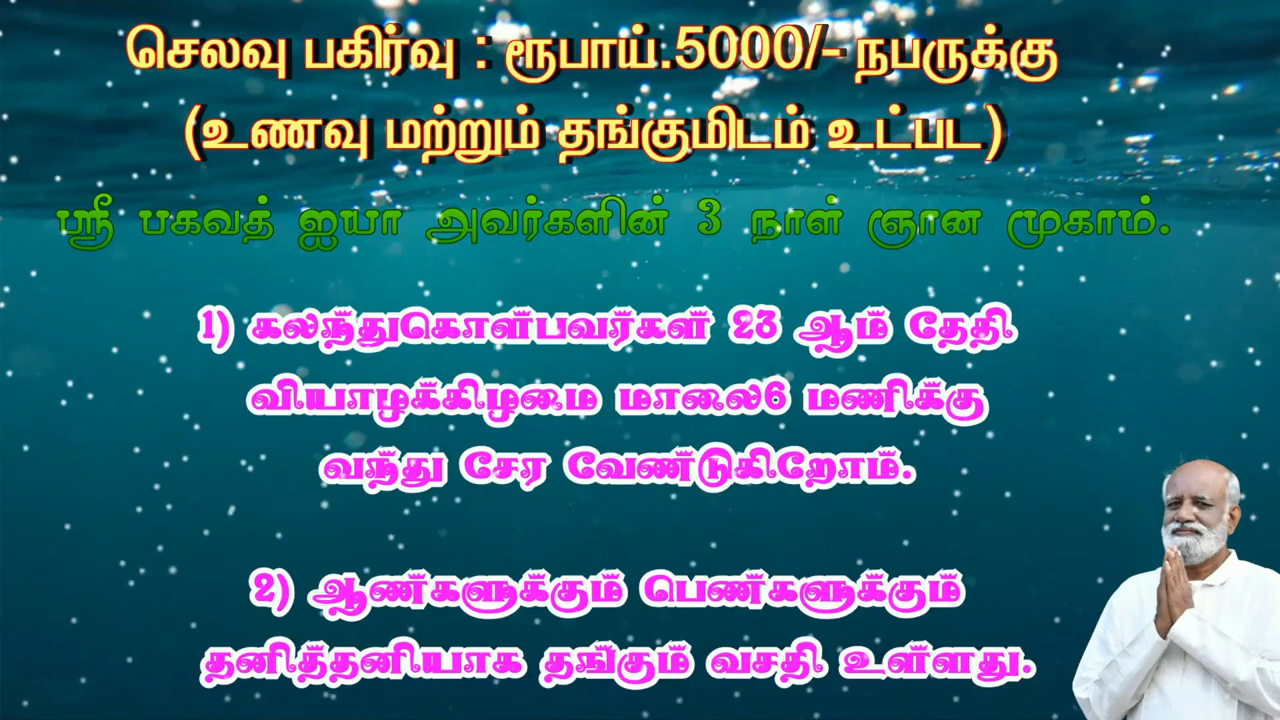 செலவு பகிர்வு : ரூபாய்.5000/- நபருக்கு
(உணவு மற்றும் தங்குமிடம் உட்பட)
ஸ்ரீ பகவத் ஐயா அவர்களின் 3 நாள் ஞான முகாம்.
1) கலந்துகொள்பவர்கள் 23 ஆம் தேதி
வியாழக்கிழமை மாலை6 மணிக்கு
வந்து சேர வேண்டுகிறோம்.
2) ஆண்களுக்கும் பெண்களுக்கும்
தனித்தனியாக தங்கும் வசதி உள்ளது.